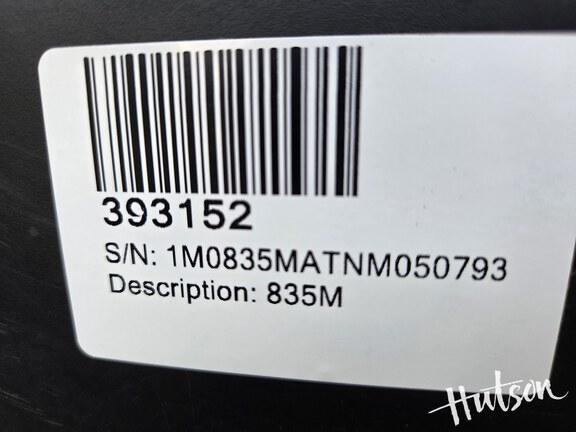 393152
S/N: 1M0835MATNM050793
Description: 835M
Hutson